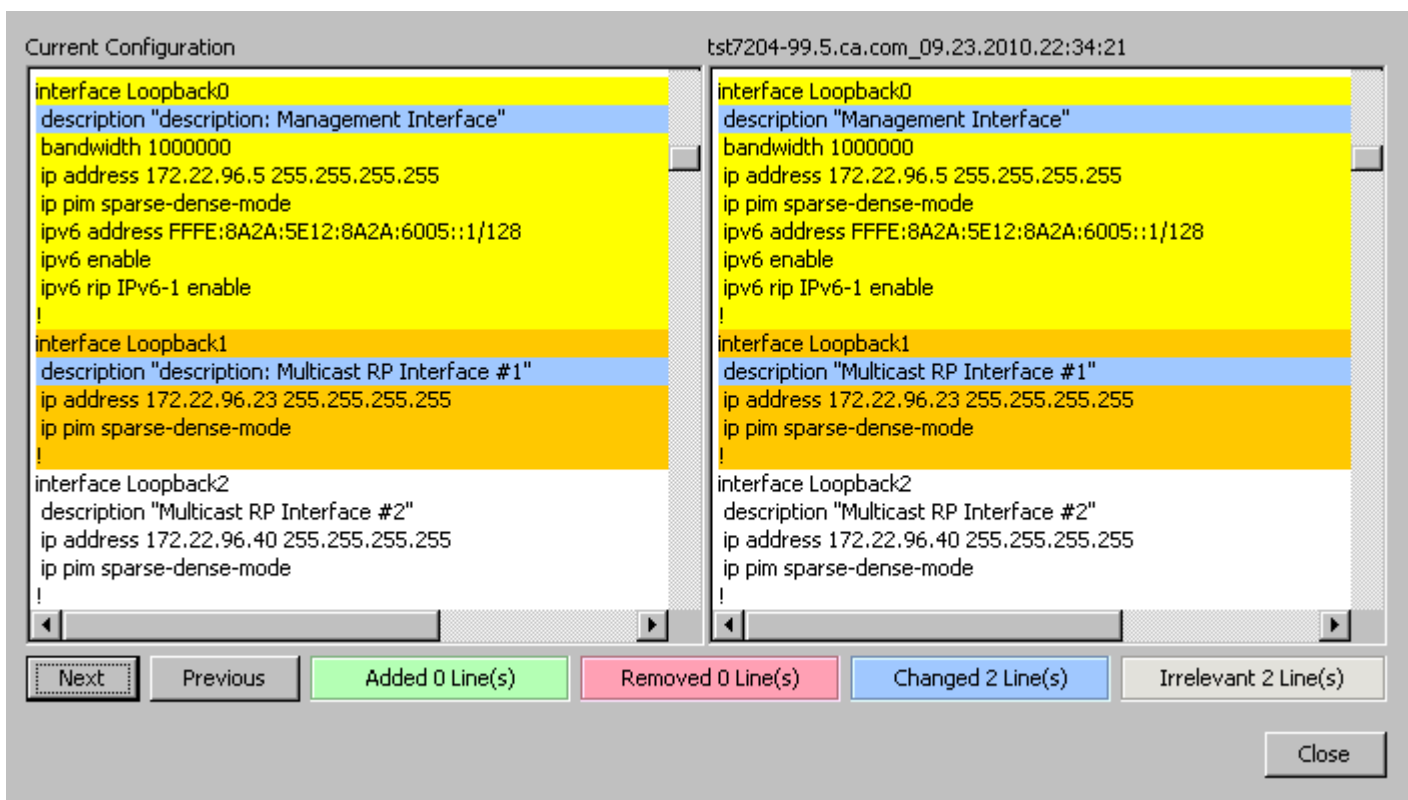 Current Configuration
tst7204-99.5.ca.com_09.23.2010.22:34:21
interface Loopback0
description "description: Management Interface"
bandwidth 1000000
ip address 172.22.96.5 255.255.255.255
ip pim sparse-dense-mode
ipv6 address FFFE:8A2A:5E12:8A2A:6005::1/128
ipv6 enable
ipv6 rip IPv6-1 enable
!
interface Loopback1
description "description: Multicast RP Interface #1"
ip address 172.22.96.23 255.255.255.255
ip pim sparse-dense-mode
!
interface Loopback2
description "Multicast RP Interface #2"
ip address 172.22.96.40 255.255.255.255
ip pim sparse-dense-mode
!
interface Loopback0
description "Management Interface"
bandwidth 1000000
ip address 172.22.96.5 255.255.255.255
ip pim sparse-dense-mode
ipv6 address FFFE:8A2A:5E12:8A2A:6005::1/128
ipv6 enable
ipv6 rip IPv6-1 enable
!
interface Loopback1
description "Multicast RP Interface #1"
ip address 172.22.96.23 255.255.255.255
ip pim sparse-dense-mode
!
interface Loopback2
description "Multicast RP Interface #2"
ip address 172.22.96.40 255.255.255.255
ip pim sparse-dense-mode
!
Next
Previous
Added 0 Line(s)
Removed 0 Line(s)
Changed 2 Line(s)
Irrelevant 2 Line(s)
Close